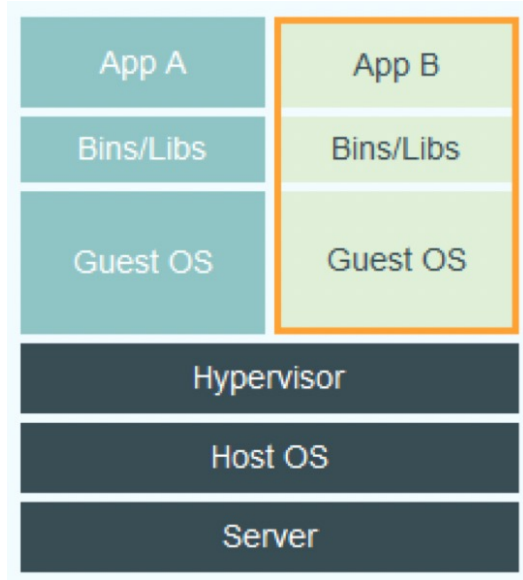 App A
App B
Bins/Libs
Bins/Libs
Guest OS
Guest OS
Hypervisor
Host OS
Server